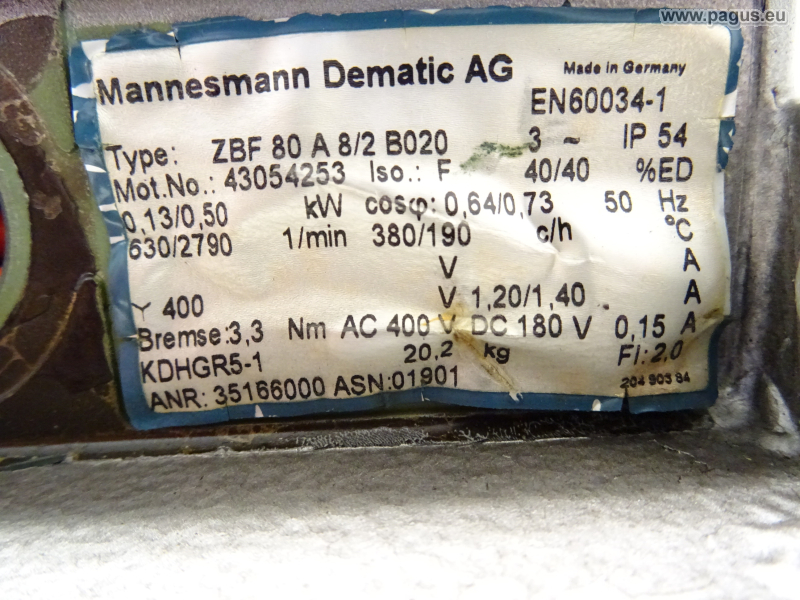 www.pagus.eu
Mannesmann Dematic AG Made in Germany
EN60034-1
Type: ZBF 80 A 8/2 B020 3 ~ IP 54
Mot.No.: 43054253 Iso.: F 40/40 %ED
0,13/0,50 kW cosφ: 0,64/0,73 50 Hz
630/2790 1/min 380/190 c/h °C
V A
Y 400 V 1,20/1,40 A
Bremse:3,3 Nm AC 400 V DC 180 V 0,15 A
KDHGR5-1 20,2 kg FI: 2.0
ANR: 35166000 ASN:01901 204 903 84